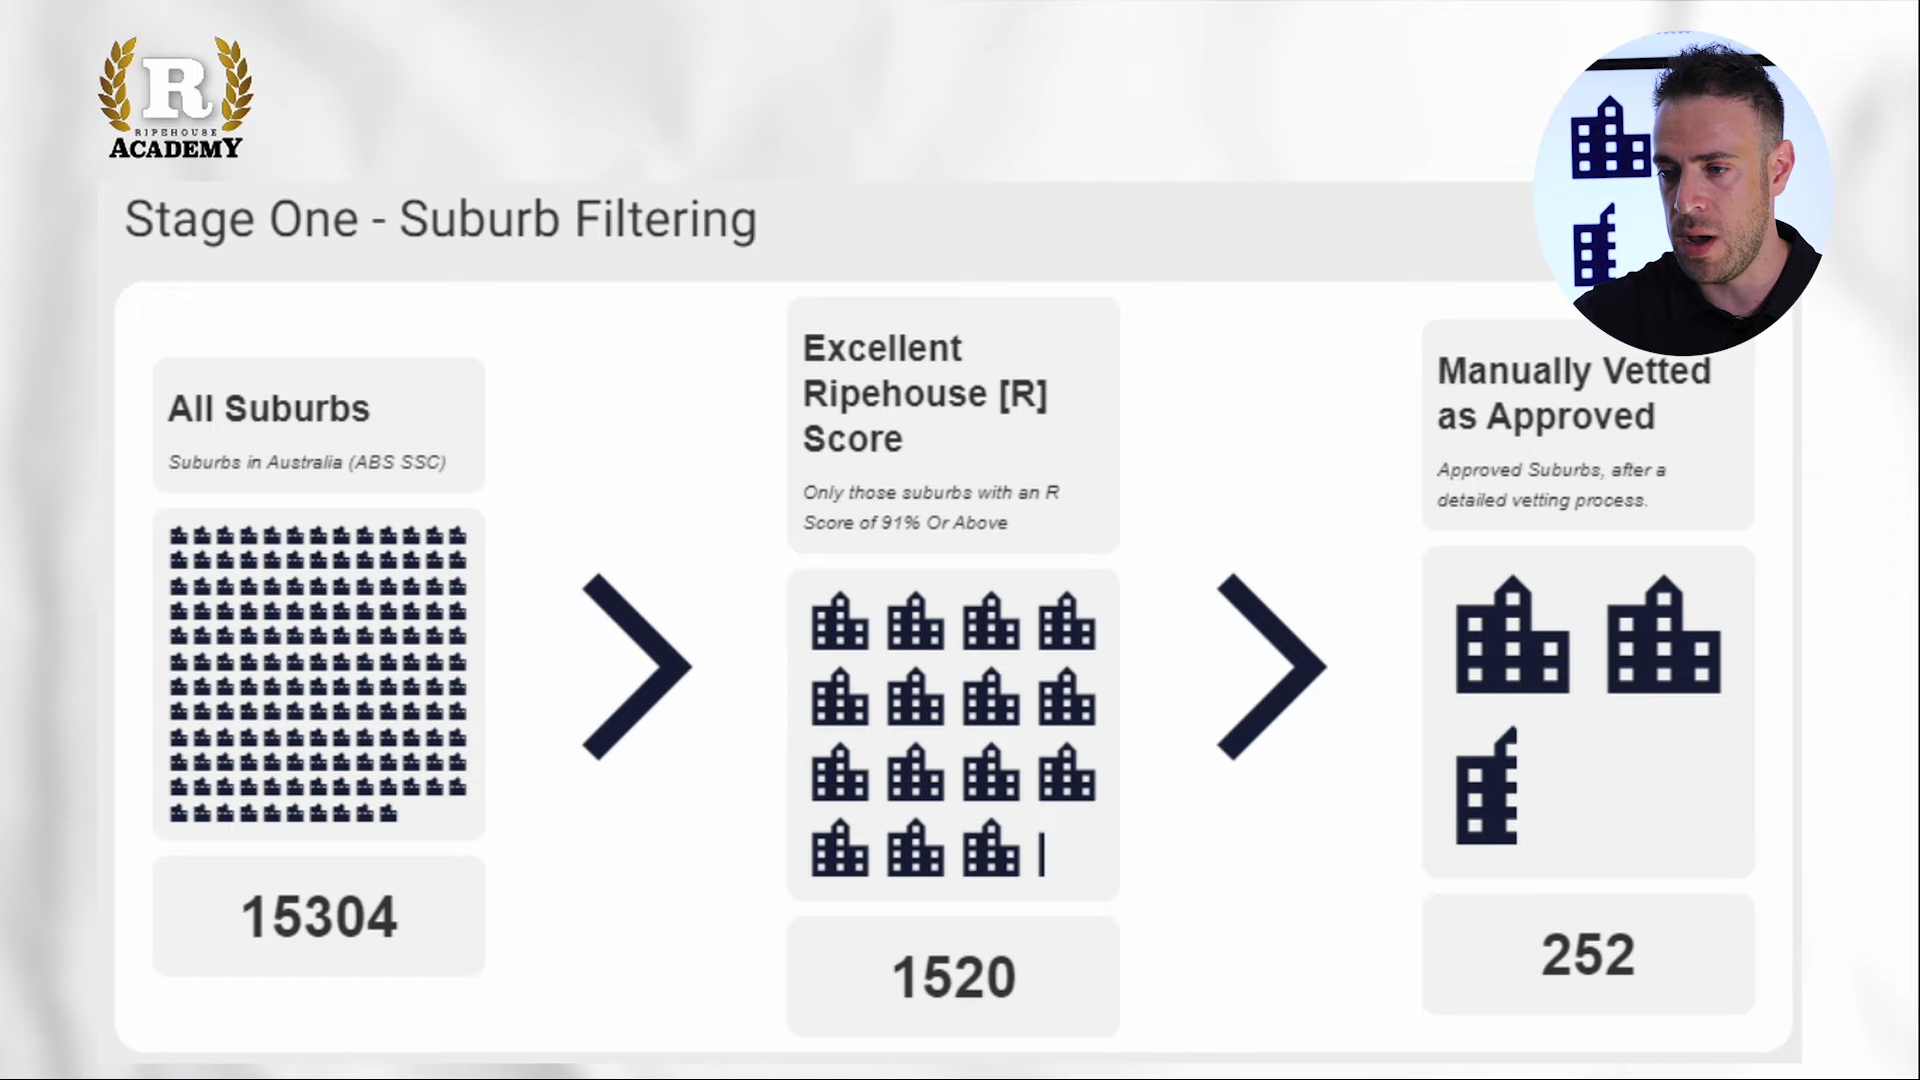 R
RIPEHOUSE
ACADEMY
Stage One - Suburb Filtering
All Suburbs
Suburbs in Australia (ABS SSC)
15304
Excellent
Ripehouse [R]
Score
Only those suburbs with an R
Score of 91% Or Above
1520
Manually Vetted
as Approved
Approved Suburbs, after a
detailed vetting process.
252